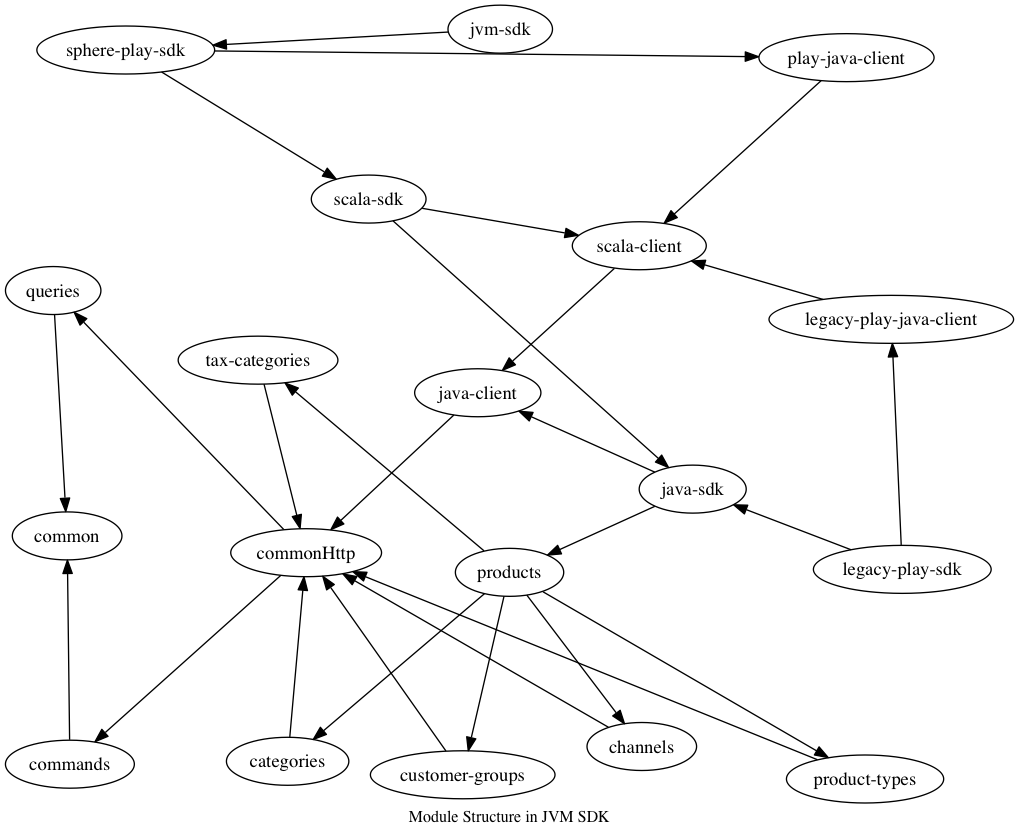 jvm-sdk
sphere-play-sdk
play-java-client
scala-sdk
scala-client
queries
legacy-play-java-client
tax-categories
java-client
java-sdk
common
commonHttp
products
legacy-play-sdk
commands
categories
customer-groups
channels
product-types
Module Structure in JVM SDK